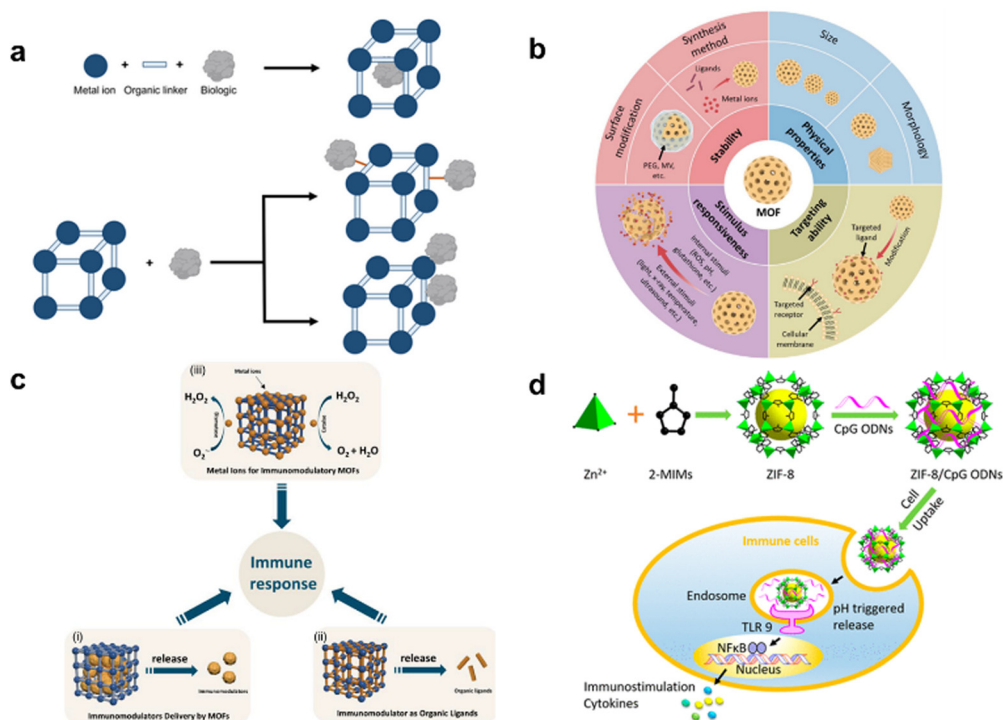 a
Metal ion
+
Organic linker
+
Biologic
+
b
Synthesis method
Size
Surface modification
Morphology
Ligands
Metal ions
PEG, MV,
etc.
Stability
Physical properties
MOF
Stimulus responsiveness
Targeting ability
Internal stimuli
(ROS, pH,
glutathione, etc.)
External stimuli
(light, x-ray, temperature,
ultrasound, etc.)
Targeted
ligand
Modification
Targeted
receptor
Cellular
membrane
c
(iii)
Metal ions
H2O2
O2
H2O2
Catalase
O2 + H2O
Metal Ions for Immunomodulatory MOFs
Immune
response
(i)
release
Immunomodulators
Immunomodulators Delivery by MOFs
(ii)
release
Organic ligands
Immunomodulator as Organic Ligands
d
+
CpG ODNs
Zn2+
2-MIMs
ZIF-8
ZIF-8/CpG ODNs
Cell
Uptake
Immune cells
Endosome
pH triggered
release
TLR 9
NFκB
Nucleus
Immunostimulation
Cytokines